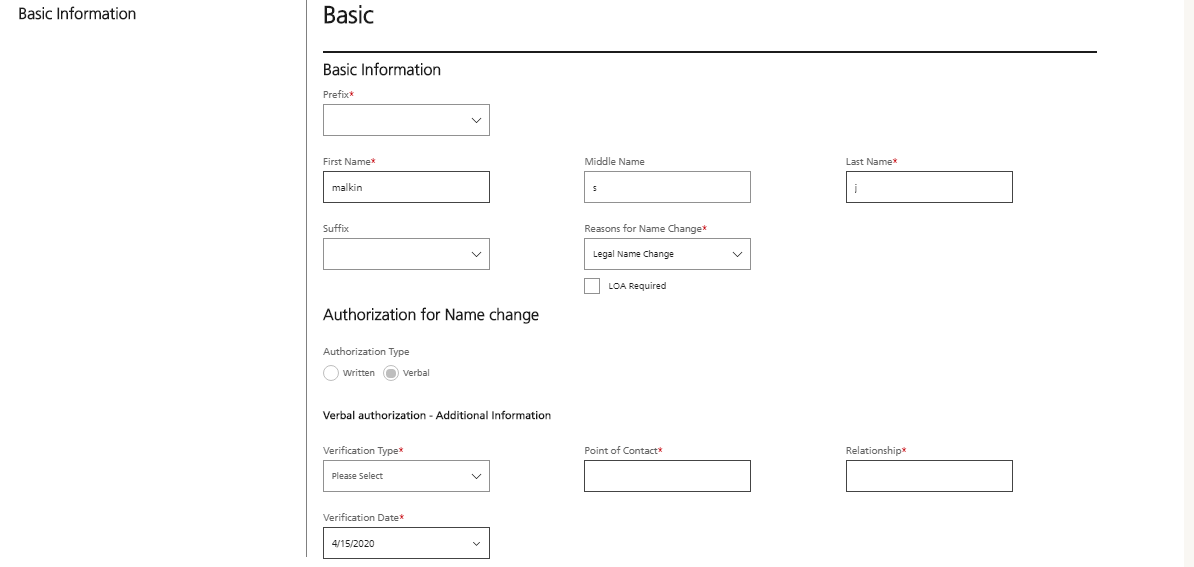 Basic Information
Basic
Basic Information
Prefix*
First Name* Middle Name Last Name*
malkin s j
Suffix Reasons for Name Change*
Legal Name Change
LOA Required
Authorization for Name change
Authorization Type
Written Verbal
Verbal authorization - Additional Information
Verification Type* Point of Contact* Relationship*
Please Select
Verification Date*
4/15/2020